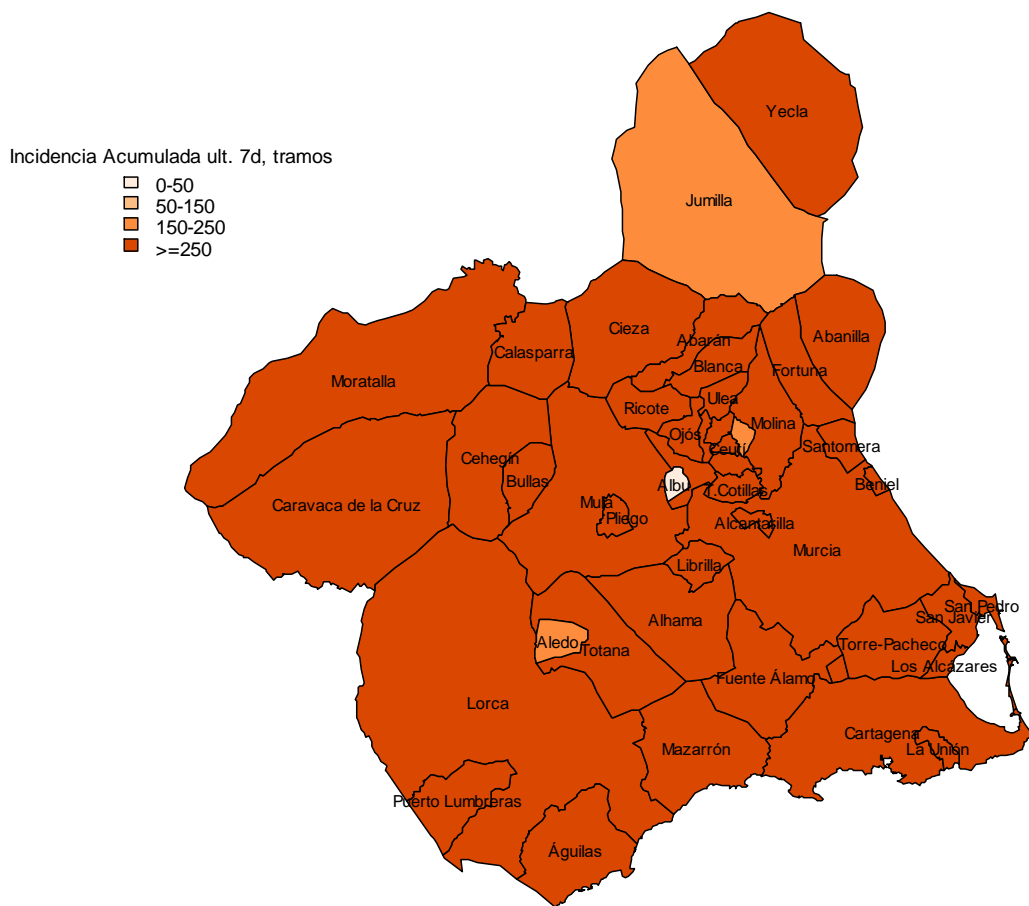 Incidencia Acumulada ult. 7d, tramos
0-50
50-150
150-250
>=250
Yecla
Jumilla
Cieza
Abarán
Abanilla
Calasparra
Blanca
Fortuna
Moratalla
Ulea
Ricote
Molina
Ojós
Ceutí
Santomera
Cehegín
Bullas
Albu
T.Cotillas
Beniel
Caravaca de la Cruz
Mula
Pliego
Alcantarilla
Murcia
Librilla
San Pedro
San Javier
Alhama
Aledo
Totana
Torre-Pacheco
Los Alcázares
Fuente Álamo
Lorca
Cartagena
La Unión
Mazarrón
Puerto Lumbreras
Águilas